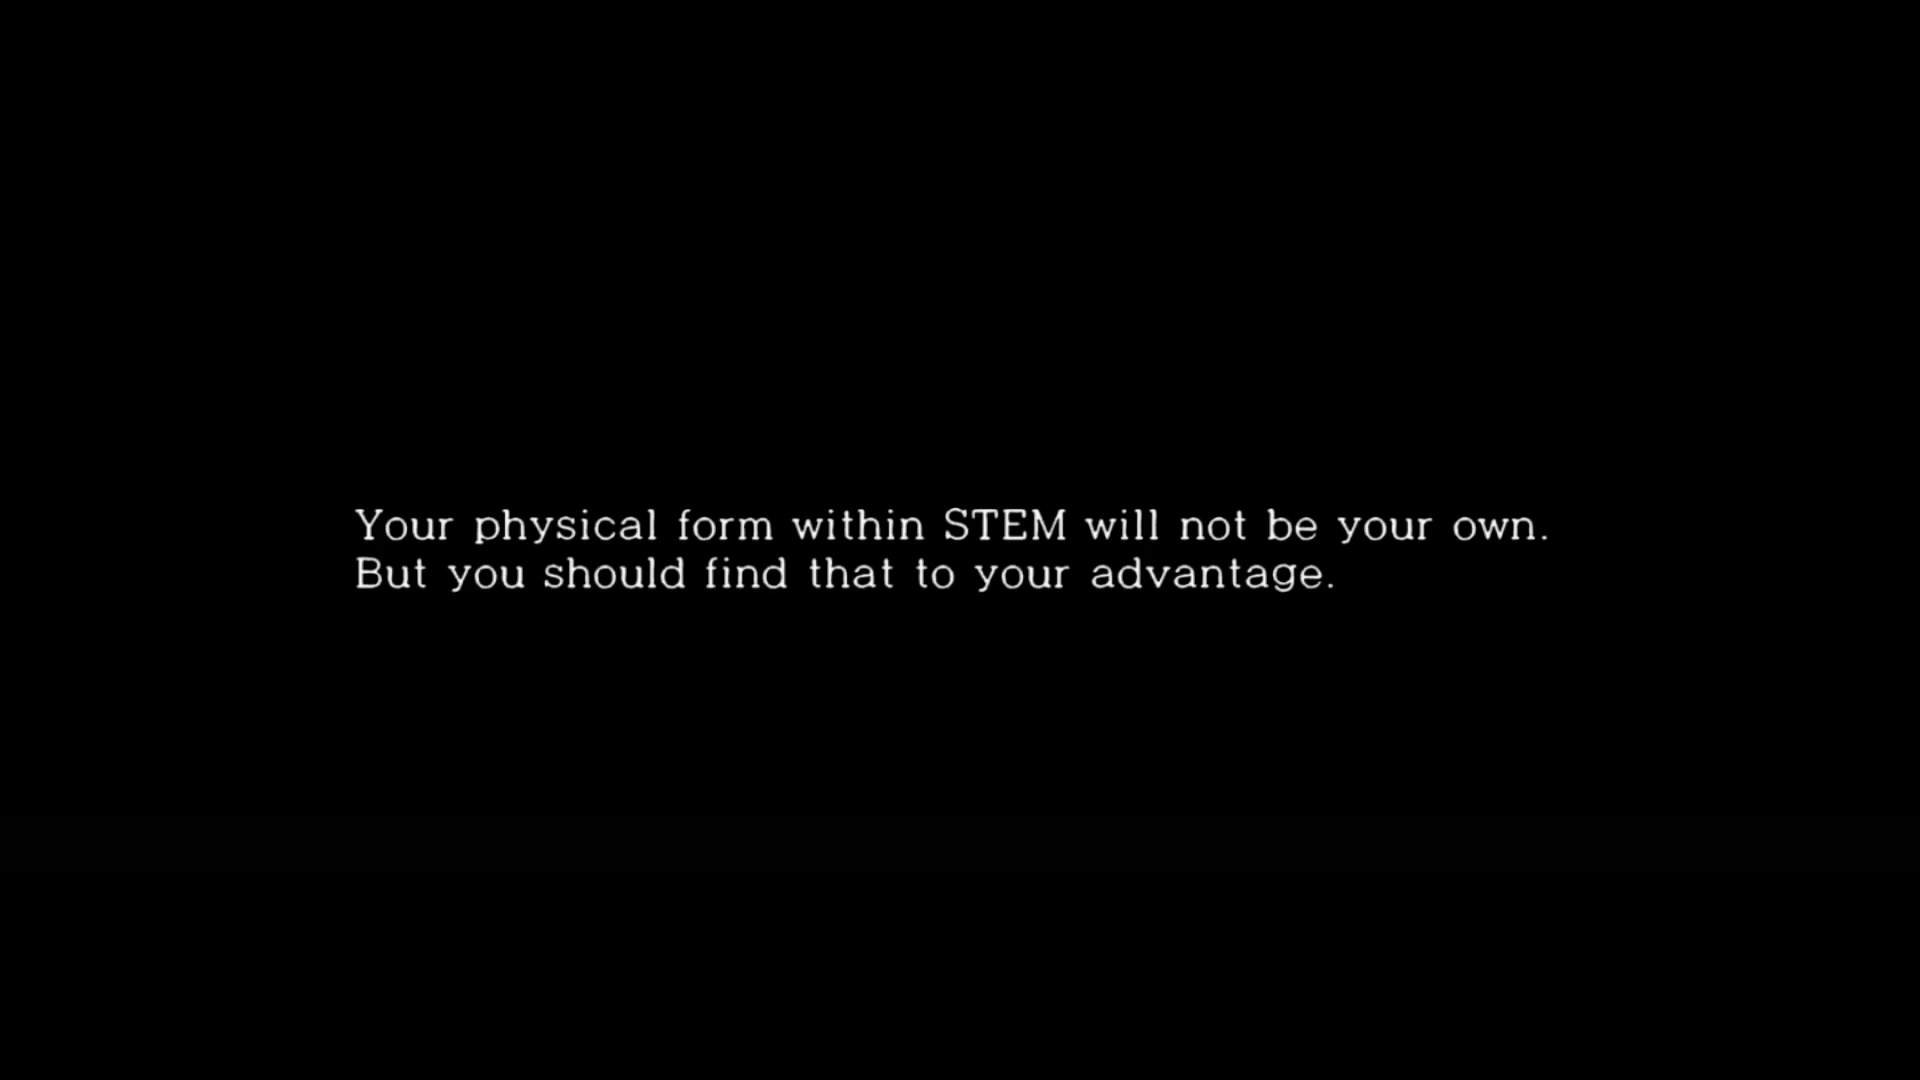 Your physical form within STEM will not be your own.
But you should find that to your advantage.